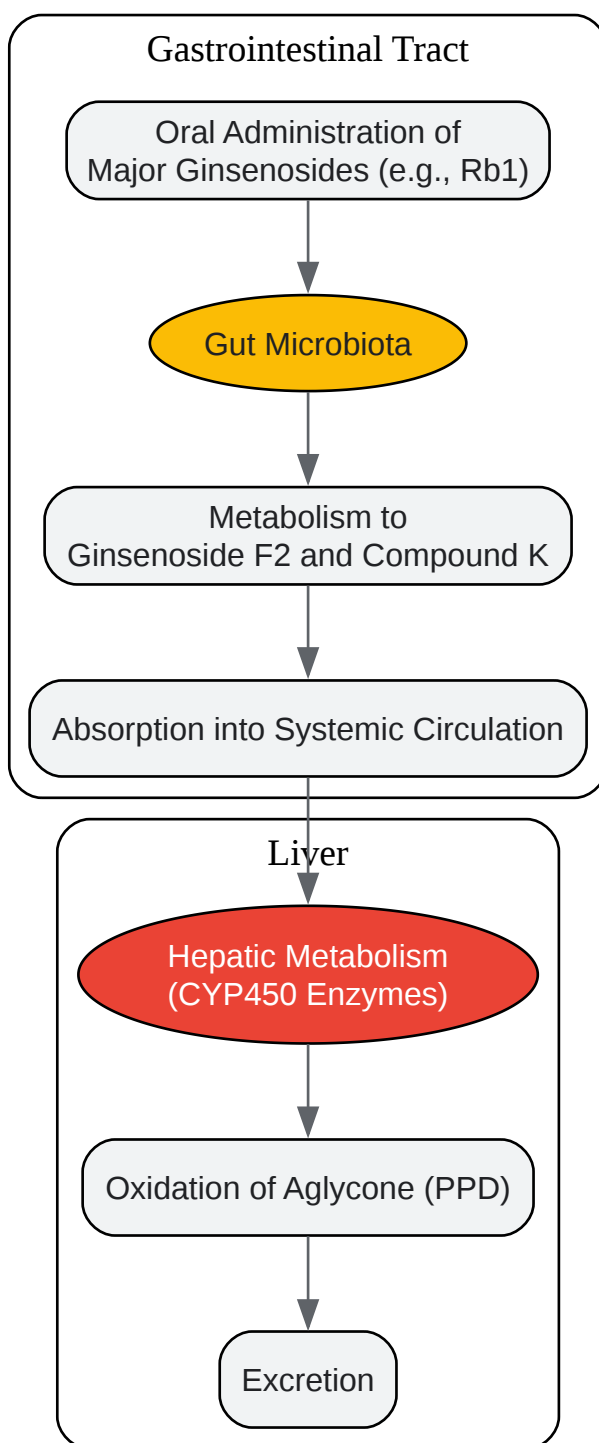 Gastrointestinal Tract
Oral Administration of
Major Ginsenosides (e.g., Rb1)
Gut Microbiota
Metabolism to
Ginsenoside F2 and Compound K
Absorption into Systemic Circulation
Liver
Hepatic Metabolism
(CYP450 Enzymes)
Oxidation of Aglycone (PPD)
Excretion